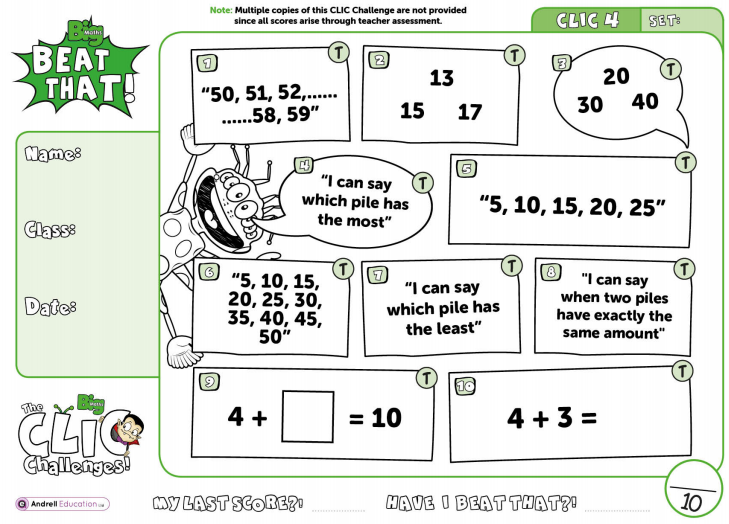 Note: Multiple copies of this CLIC Challenge are not provided
since all scores arise through teacher assessment.
CLIC 4
SET:
Big Maths
BEAT
THAT!
Name:
Class:
Date:
1
T
“50, 51, 52,......
......58, 59”
2
T
13
15 17
3
T
20
30 40
4
T
“I can say
which pile has
the most”
5
T
“5, 10, 15, 20, 25”
6
T
“5, 10, 15,
20, 25, 30,
35, 40, 45,
50”
7
T
“I can say
which pile has
the least”
8
T
"I can say
when two piles
have exactly the
same amount"
9
T
4 + = 10
10
T
4 + 3 =
The Big Maths
CLIC
Challenges!
Andrell Education
MY LAST SCORE?! ..............
HAVE I BEAT THAT?! ..............
10